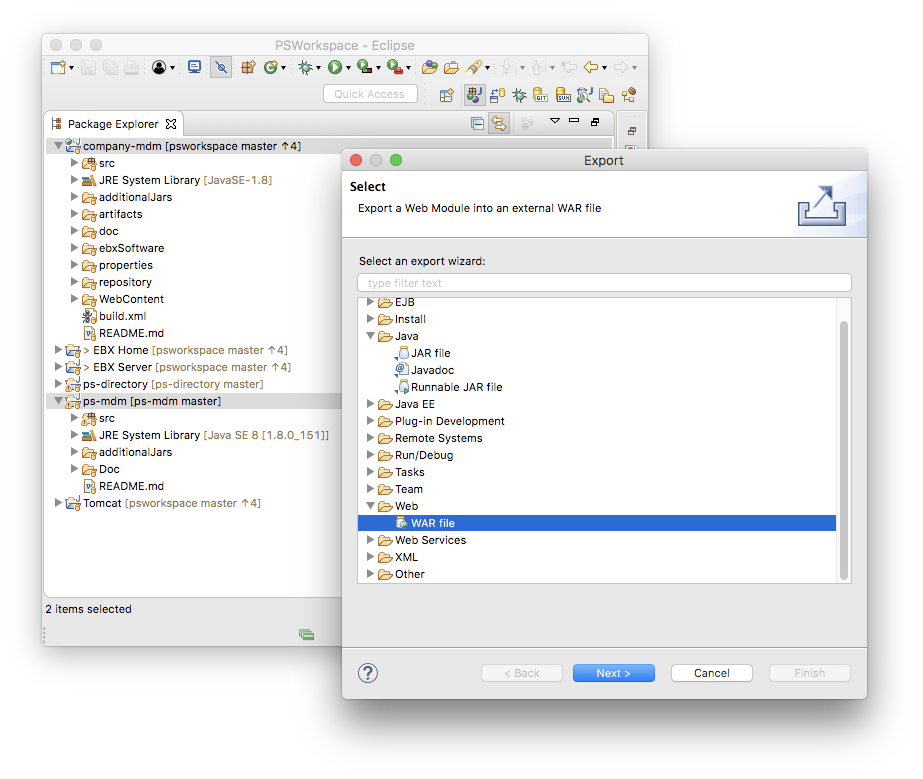 PSWorkspace - Eclipse
Quick Access
GIT
SVN
Package Explorer
company-mdm [psworkspace master ↑4]
src
JRE System Library [JavaSE-1.8]
additionalJars
artifacts
doc
ebxSoftware
properties
repository
WebContent
build.xml
README.md
> EBX Home [psworkspace master ↑4]
> EBX Server [psworkspace master ↑4]
ps-directory [ps-directory master]
ps-mdm [ps-mdm master]
src
JRE System Library [Java SE 8 [1.8.0_151]]
additionalJars
Doc
README.md
Tomcat [psworkspace master ↑4]
2 items selected
Export
Select
Export a Web Module into an external WAR file
Select an export wizard:
type filter text
EJB
Install
Java
JAR file
Javadoc
Runnable JAR file
Java EE
Plug-in Development
Remote Systems
Run/Debug
Tasks
Team
Web
WAR file
Web Services
XML
Other
?
< Back
Next >
Cancel
Finish